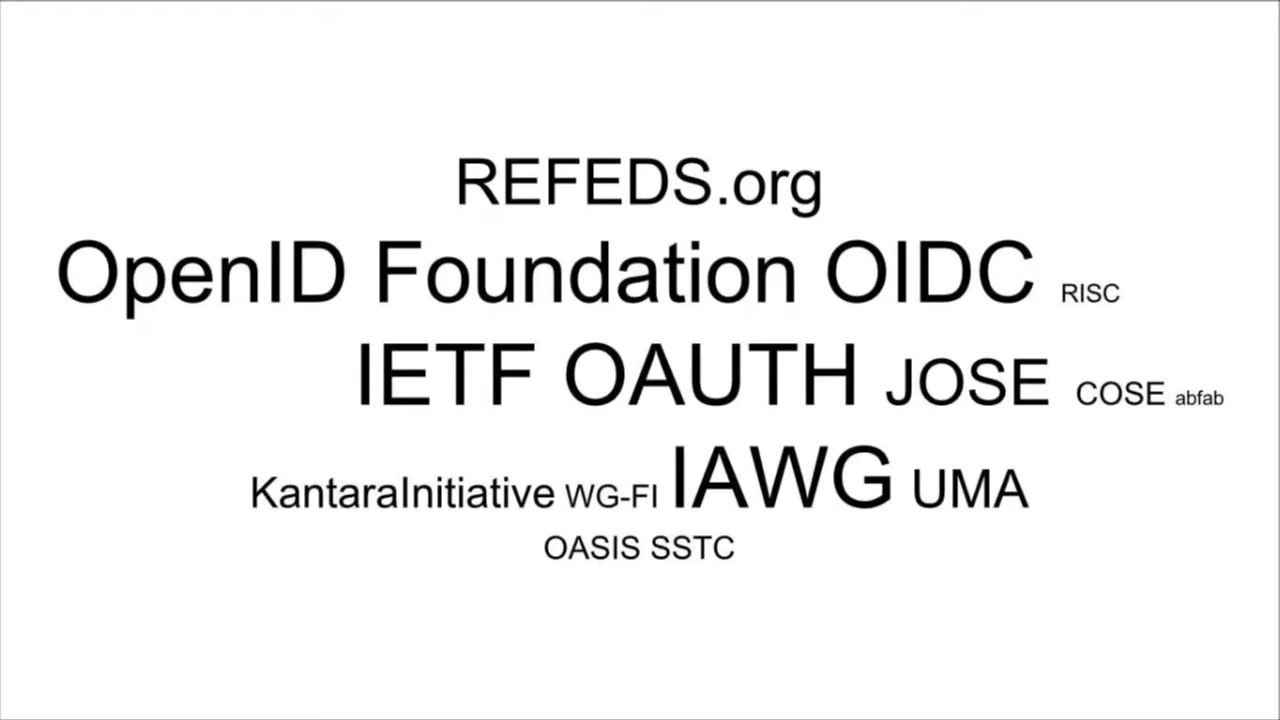 REFEDS.org
OpenID Foundation OIDC RISC
IETF OAUTH JOSE COSE abfab
KantaraInitiative WG-FI IAWG UMA
OASIS SSTC